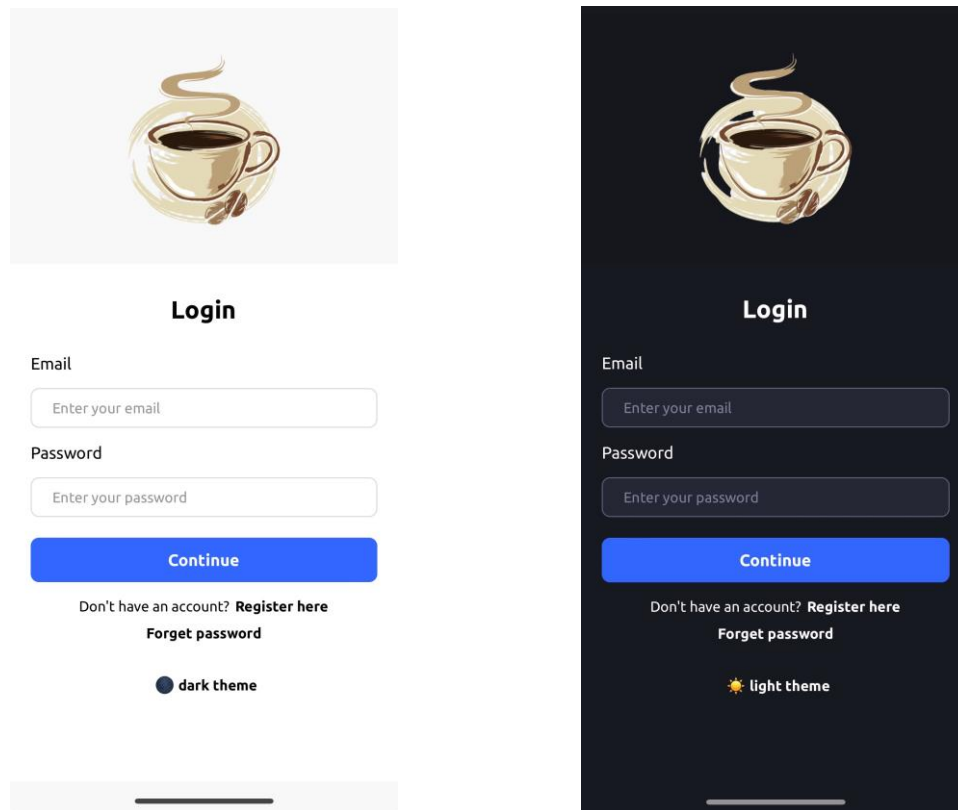 Login
Email
Enter your email
Password
Enter your password
Continue
Don't have an account? Register here
Forget password
🌑 dark theme
Login
Email
Enter your email
Password
Enter your password
Continue
Don't have an account? Register here
Forget password
☀️ light theme